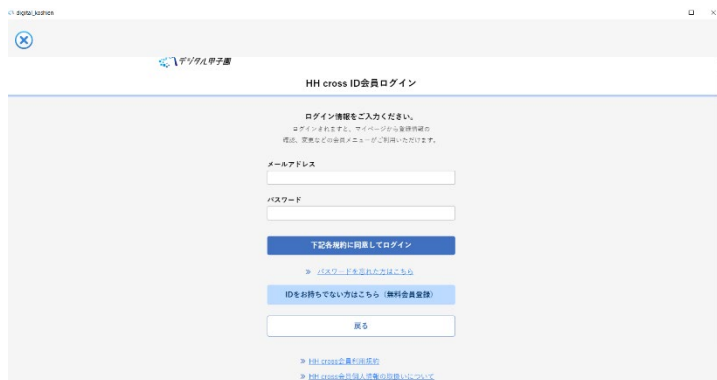 digital_koshien
デジタル甲子園
HH cross ID会員ログイン
ログイン情報をご入力ください。
ログインされますと、マイページから登録情報の
確認、変更などの会員メニューがご利用いただけます。
メールアドレス
パスワード
下記各規約に同意してログイン
» パスワードを忘れた方はこちら
IDをお持ちでない方はこちら（無料会員登録）
戻る
» HH cross会員利用規約
» HH cross会員個人情報の取扱いについて